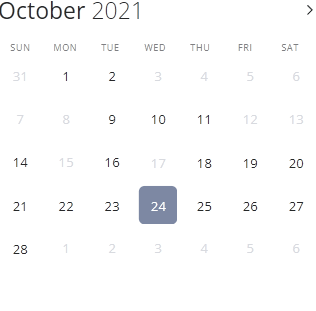 October 2021
SUN MON TUE WED THU FRI SAT
31 1 2 3 4 5 6
7 8 9 10 11 12 13
14 15 16 17 18 19 20
21 22 23 24 25 26 27
28 1 2 3 4 5 6